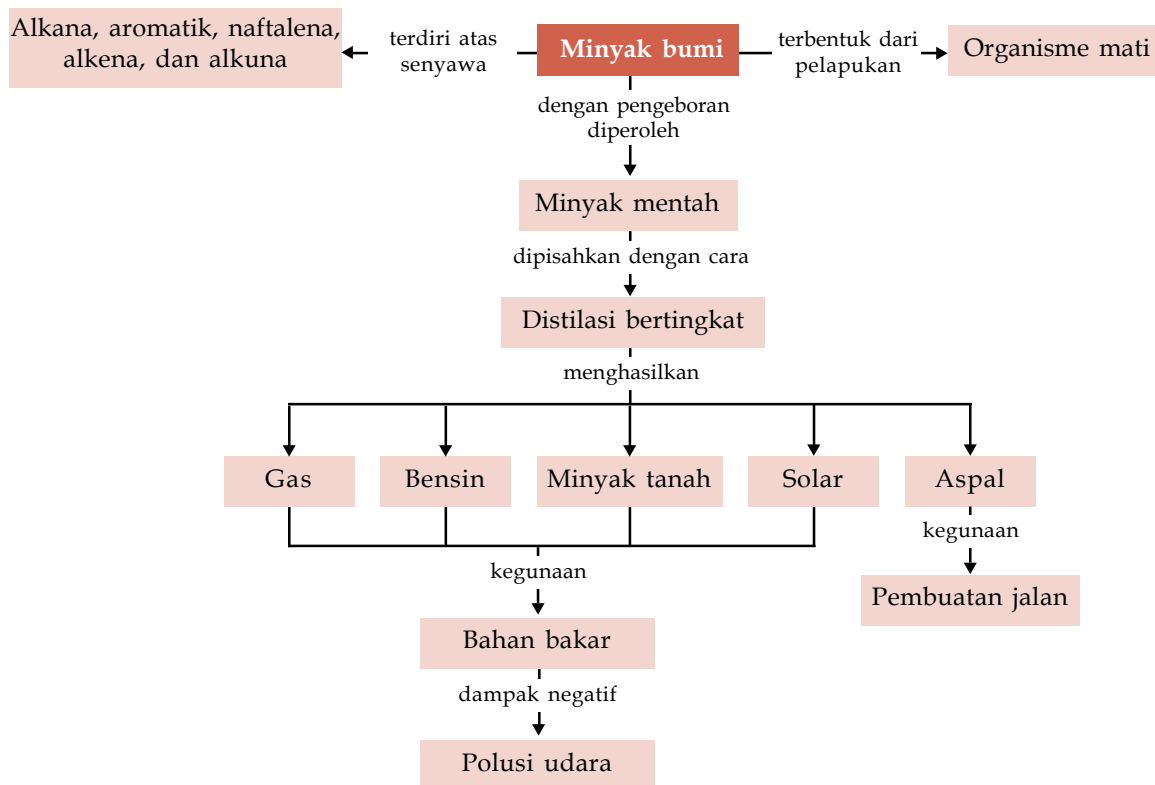 Alkana, aromatik, naftalena,
alkena, dan alkuna
terdiri atas
senyawa
Minyak bumi
terbentuk dari
pelapukan
Organisme mati
dengan pengeboran
diperoleh
Minyak mentah
dipisahkan dengan cara
Distilasi bertingkat
menghasilkan
Gas
Bensin
Minyak tanah
Solar
Aspal
kegunaan
kegunaan
Pembuatan jalan
Bahan bakar
dampak negatif
Polusi udara